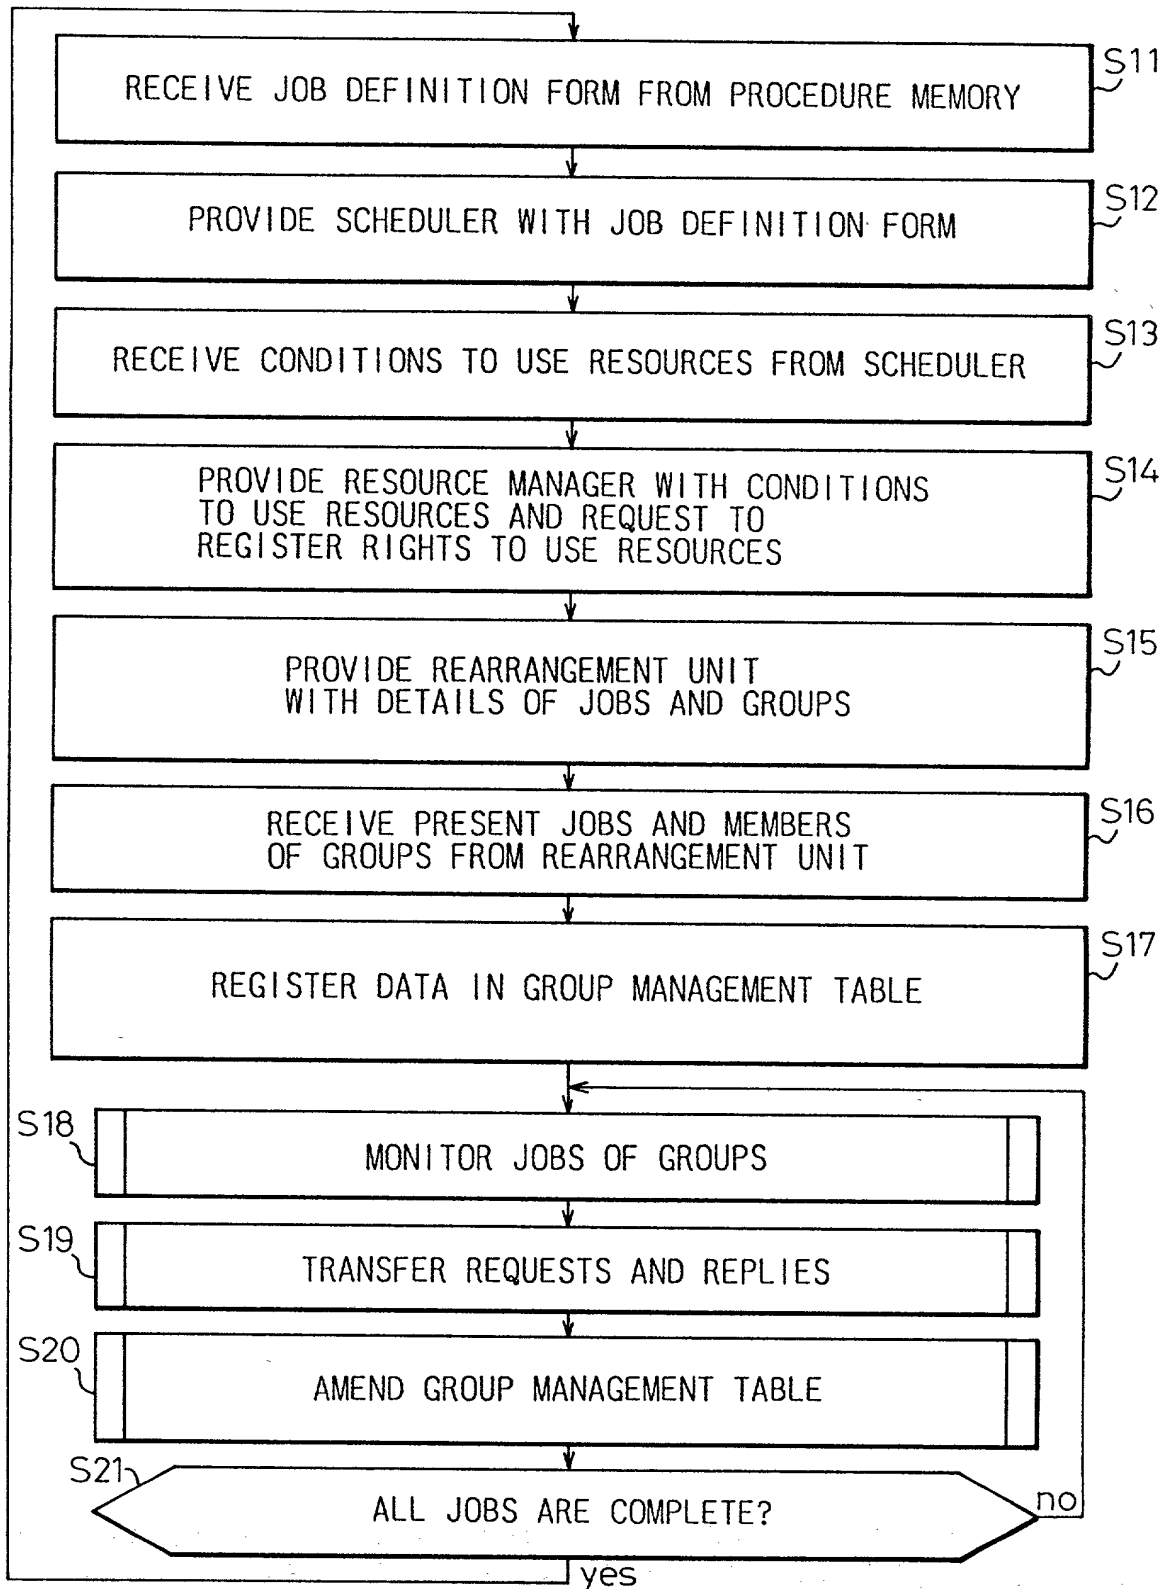 S11
RECEIVE JOB DEFINITION FORM FROM PROCEDURE MEMORY
S12
PROVIDE SCHEDULER WITH JOB DEFINITION FORM
S13
RECEIVE CONDITIONS TO USE RESOURCES FROM SCHEDULER
S14
PROVIDE RESOURCE MANAGER WITH CONDITIONS
TO USE RESOURCES AND REQUEST TO
REGISTER RIGHTS TO USE RESOURCES
S15
PROVIDE REARRANGEMENT UNIT
WITH DETAILS OF JOBS AND GROUPS
S16
RECEIVE PRESENT JOBS AND MEMBERS
OF GROUPS FROM REARRANGEMENT UNIT
S17
REGISTER DATA IN GROUP MANAGEMENT TABLE
S18
MONITOR JOBS OF GROUPS
S19
TRANSFER REQUESTS AND REPLIES
S20
AMEND GROUP MANAGEMENT TABLE
S21
ALL JOBS ARE COMPLETE?
no
yes